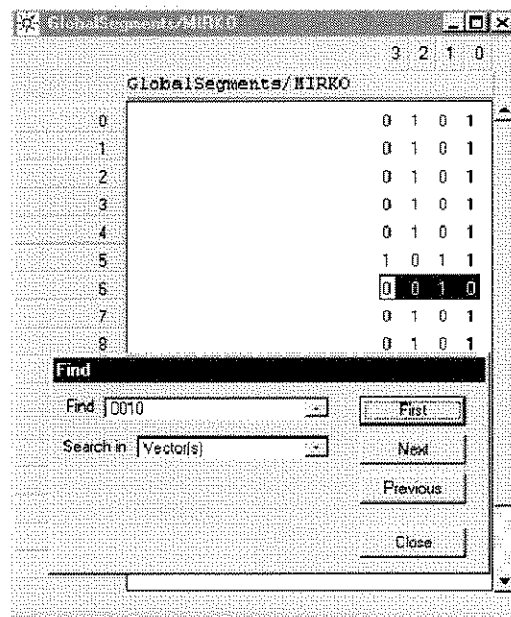 GlobalSegments/MIRKO
3 2 1 0
GlobalSegments/MIRKO
0 0 1 0 1
1 0 1 0 1
2 0 1 0 1
3 0 1 0 1
4 0 1 0 1
5 1 0 1 1
6 0 0 1 0
7 0 1 0 1
8 0 1 0 1
Find
Find 0010 First
Search in Vector(s) Next
Previous
Close